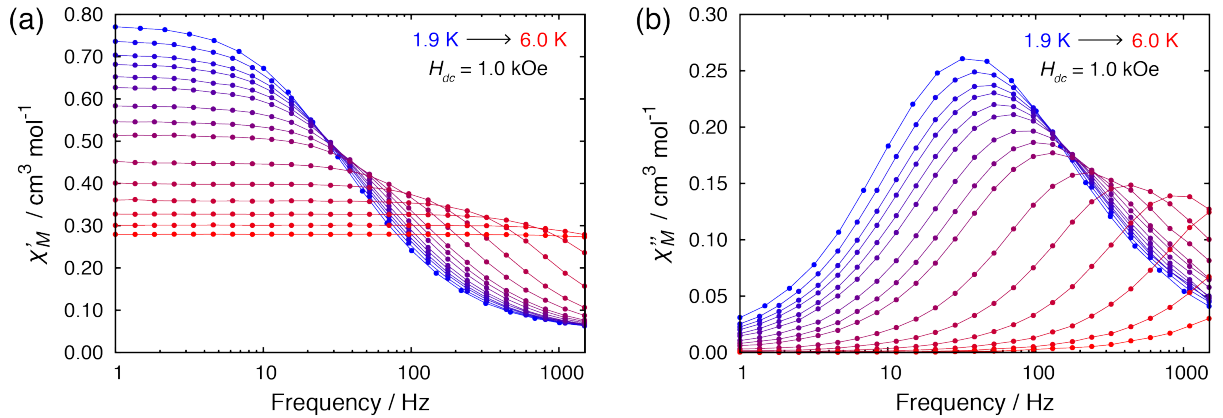 (a)
0.80
0.70
0.60
0.50
0.40
0.30
0.20
0.10
0.00
χ'M / cm³ mol⁻¹
1.9 K → 6.0 K
Hdc = 1.0 kOe
1 10 100 1000
Frequency / Hz
(b)
0.30
0.25
0.20
0.15
0.10
0.05
0.00
χ''M / cm³ mol⁻¹
1.9 K → 6.0 K
Hdc = 1.0 kOe
1 10 100 1000
Frequency / Hz